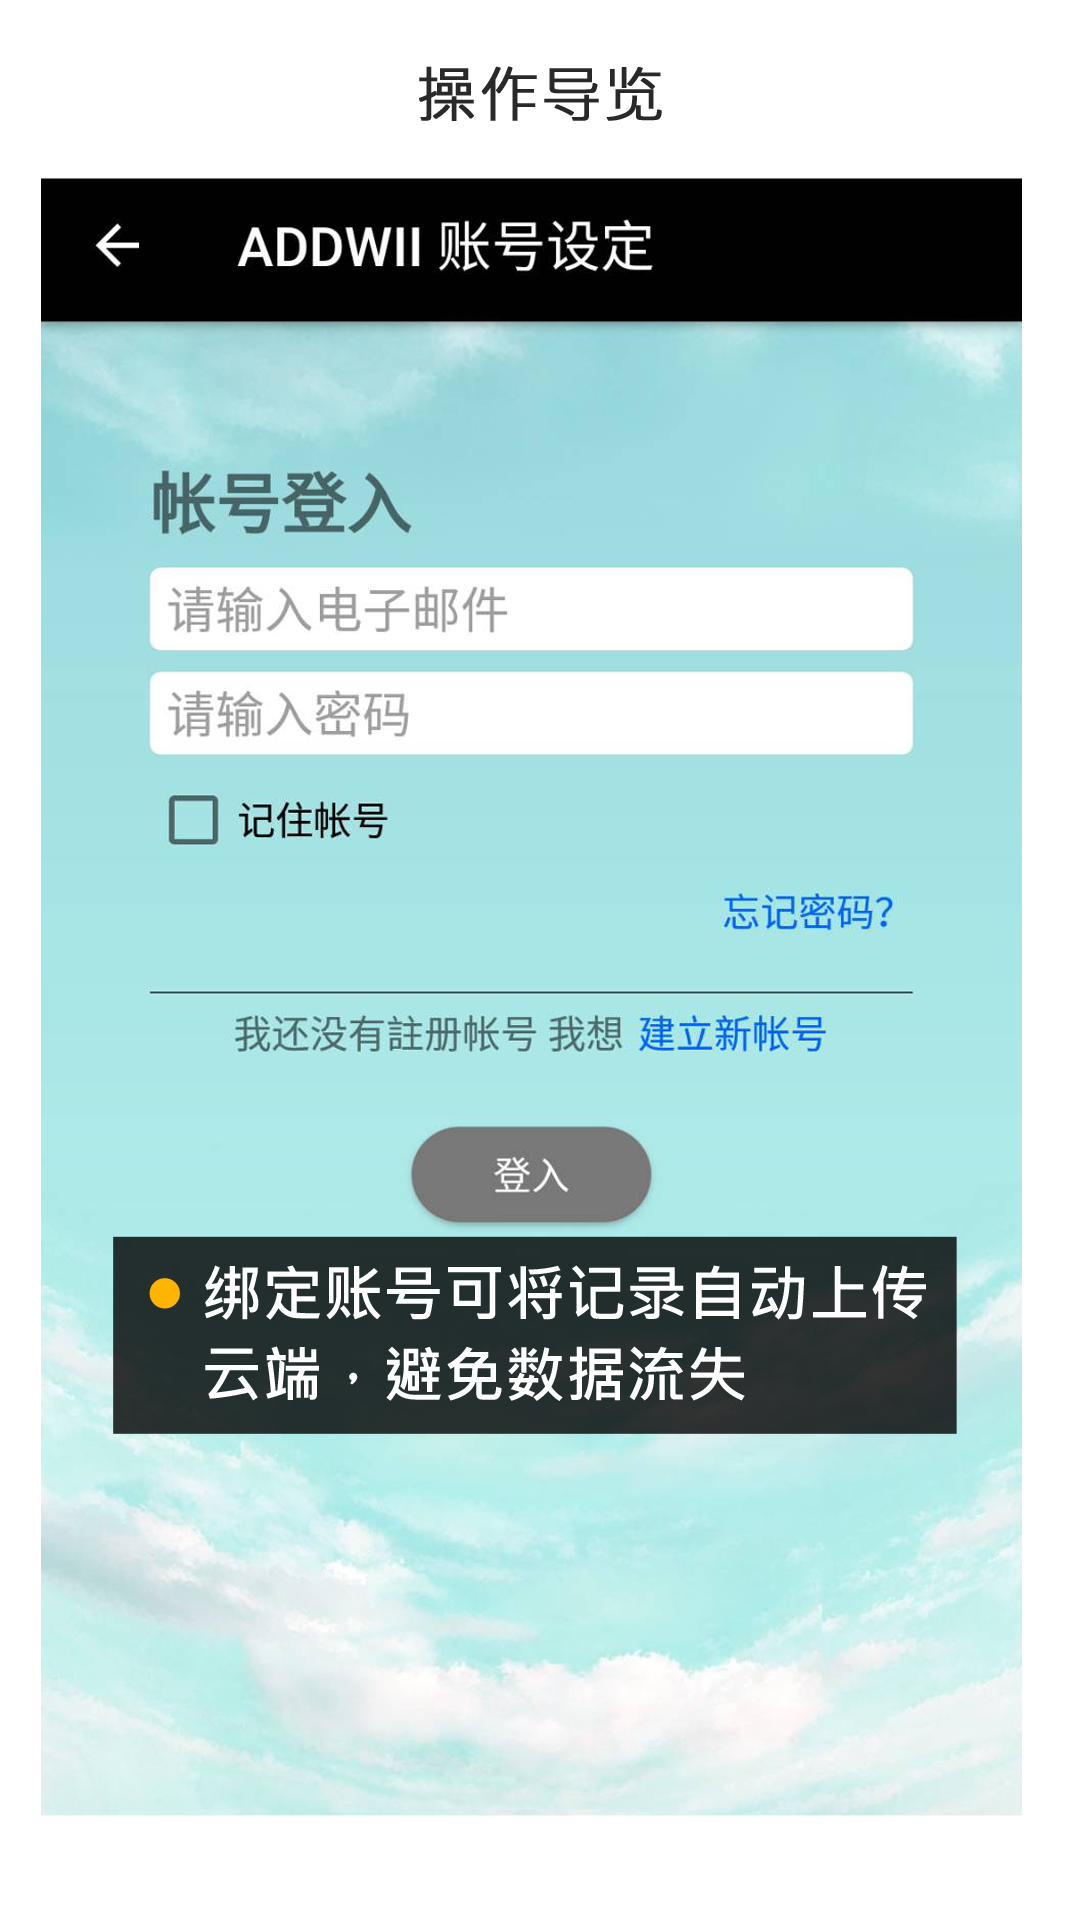 操作导览
ADDWII 账号设定
帐号登入
请输入电子邮件
请输入密码
记住帐号
忘记密码?
我还没有註册帐号 我想 建立新帐号
登入
绑定账号可将记录自动上传
云端，避免数据流失